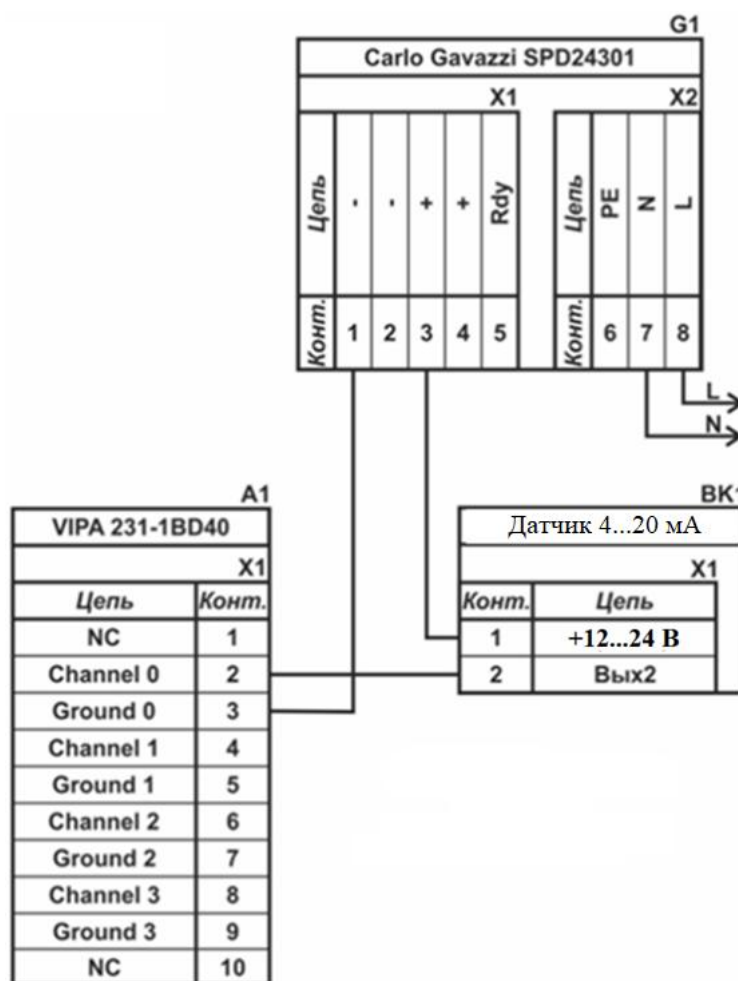 G1
Carlo Gavazzi SPD24301
X1 X2
Цепь - - + + Rdy Цепь PE N L
Конт. 1 2 3 4 5 Конт. 6 7 8
L
N
A1
VIPA 231-1BD40
X1
Цепь Конт.
NC 1
Channel 0 2
Ground 0 3
Channel 1 4
Ground 1 5
Channel 2 6
Ground 2 7
Channel 3 8
Ground 3 9
NC 10
BK1
Датчик 4...20 мА
X1
Конт. Цепь
1 +12...24 В
2 Вых2